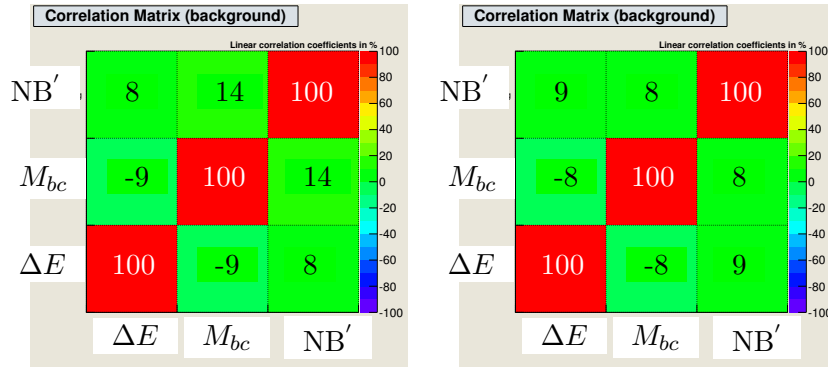 Correlation Matrix (background)
Linear correlation coefficients in %
NB′ 8 14 100
M_bc -9 100 14
ΔE 100 -9 8
ΔE M_bc NB′
100
80
60
40
20
0
-20
-40
-60
-80
-100
Correlation Matrix (background)
Linear correlation coefficients in %
NB′ 9 8 100
M_bc -8 100 8
ΔE 100 -8 9
ΔE M_bc NB′
100
80
60
40
20
0
-20
-40
-60
-80
-100